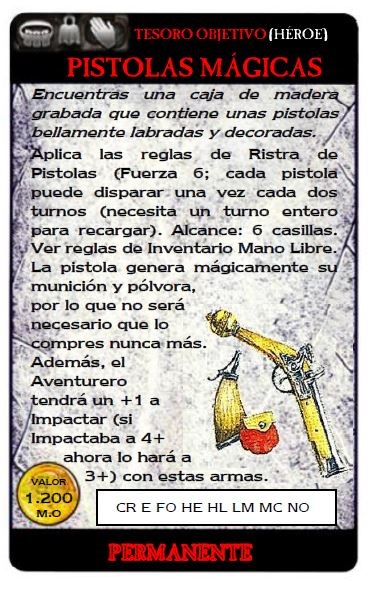 TESORO OBJETIVO (HÉROE)
PISTOLAS MÁGICAS
Encuentras una caja de madera
grabada que contiene unas pistolas
bellamente labradas y decoradas.
Aplica las reglas de Ristra de
Pistolas (Fuerza 6; cada pistola
puede disparar una vez cada dos
turnos (necesita un turno entero
para recargar). Alcance: 6 casillas.
Ver reglas de Inventario Mano Libre.
La pistola genera mágicamente su
munición y pólvora,
por lo que no será
necesario que lo
compres nunca más.
Además, el
Aventurero
tendrá un +1 a
Impactar (si
Impactaba a 4+
ahora lo hará a
3+) con estas armas.
VALOR
1.200
M.O
CR E FO HE HL LM MC NO
PERMANENTE